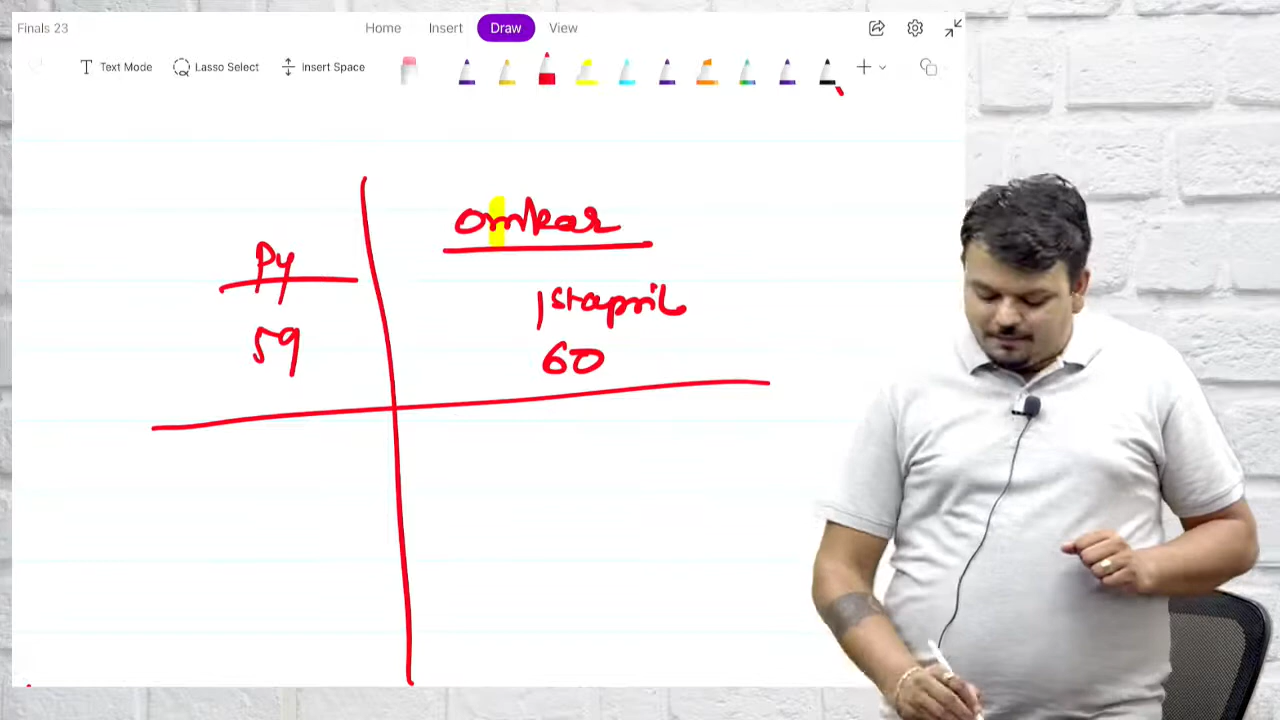 Finals 23
Home Insert Draw View
Text Mode Lasso Select Insert Space
omkar
Py
1st april
59
60